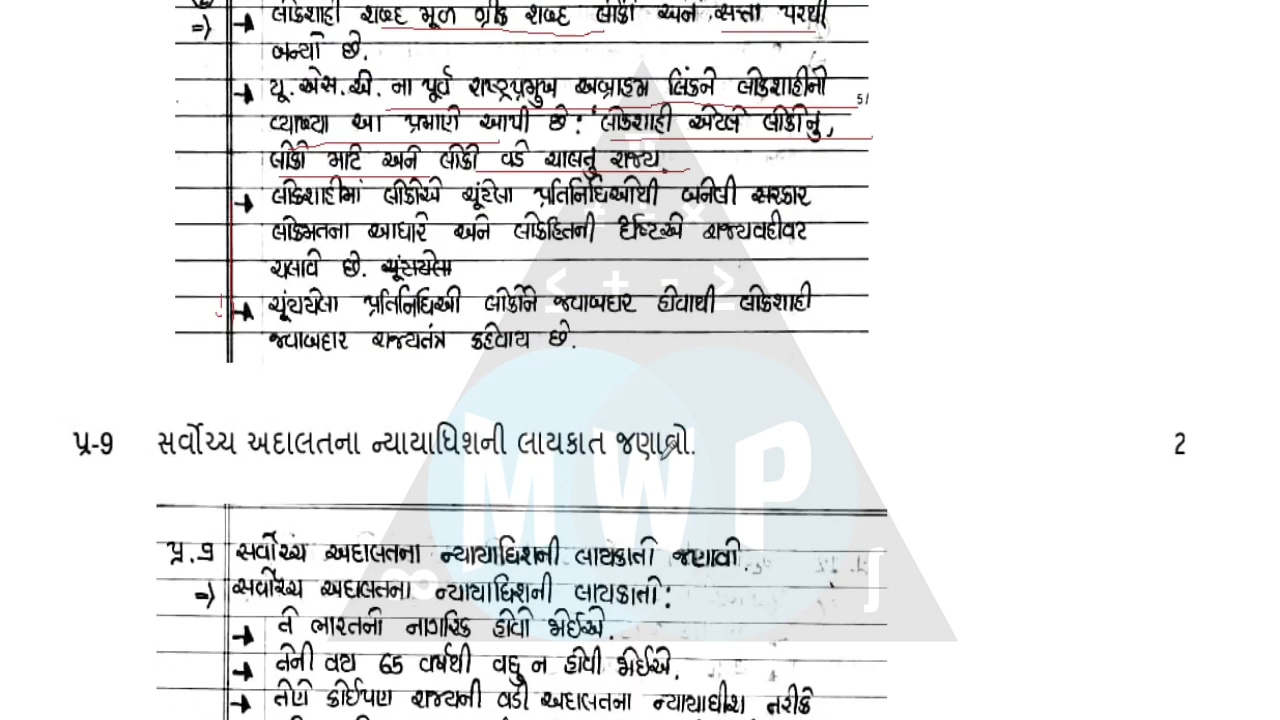 =) → લોકશાહી શબ્દ મૂળ ગ્રીક શબ્દ લોકો અને સત્તા પરથી
બન્યો છે.
→ યૂ.એસ.એ. ના પૂર્વ રાષ્ટ્રપ્રમુખ અબ્રાહમ લિંકને લોકશાહીની
વ્યાખ્યા આ પ્રમાણે આપી છે: 'લોકશાહી એટલે લોકોનું,
લોકો માટે અને લોકો વડે ચાલતું રાજ્ય.
→ લોકશાહીમાં લોકોએ ચૂંટેલા પ્રતિનિધિઓથી બનેલી સરકાર
લોકમતના આધારે અને લોકહિતની દૃષ્ટિએ રાજ્યવહીવટ
ચલાવે છે.
→ ચૂંટાયેલા પ્રતિનિધિઓ લોકોને જવાબદાર હોવાથી લોકશાહી
જવાબદાર રાજ્યતંત્ર કહેવાય છે.
પ્ર-9 સર્વોચ્ચ અદાલતના ન્યાયાધિશની લાયકાત જણાવો. 2
MWP
પ્ર.૭ સર્વોચ્ચ અદાલતના ન્યાયાધિશની લાયકાતો જણાવો.
=) સર્વોચ્ચ અદાલતના ન્યાયાધિશની લાયકાતો:
→ તે ભારતનો નાગરિક હોવો જોઈએ.
→ તેની વય 65 વર્ષથી વધુ ન હોવી જોઈએ.
→ તેણે કોઈપણ રાજ્યની વડી અદાલતના ન્યાયાધીશ તરીકે